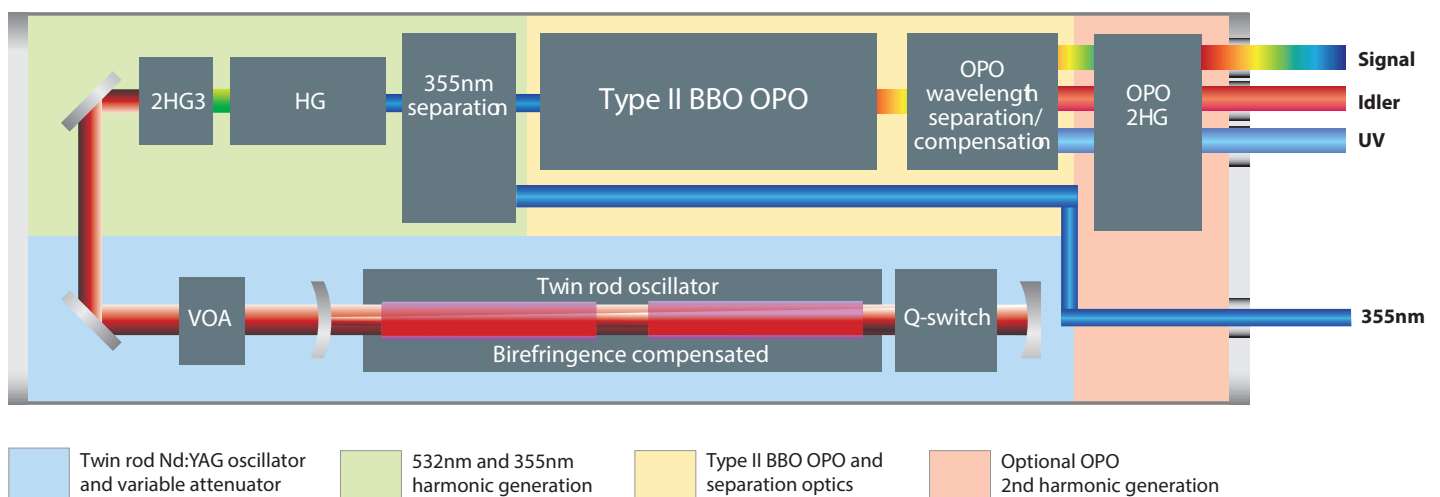 2HG3
HG
355nm
separation
Type II BBO OPO
OPO
wavelength
separation/
compensation
OPO
2HG
Signal
Idler
UV
VOA
Twin rod oscillator
Birefringence compensated
Q-switch
355nm
Twin rod Nd:YAG oscillator
and variable attenuator
532nm and 355nm
harmonic generation
Type II BBO OPO and
separation optics
Optional OPO
2nd harmonic generation